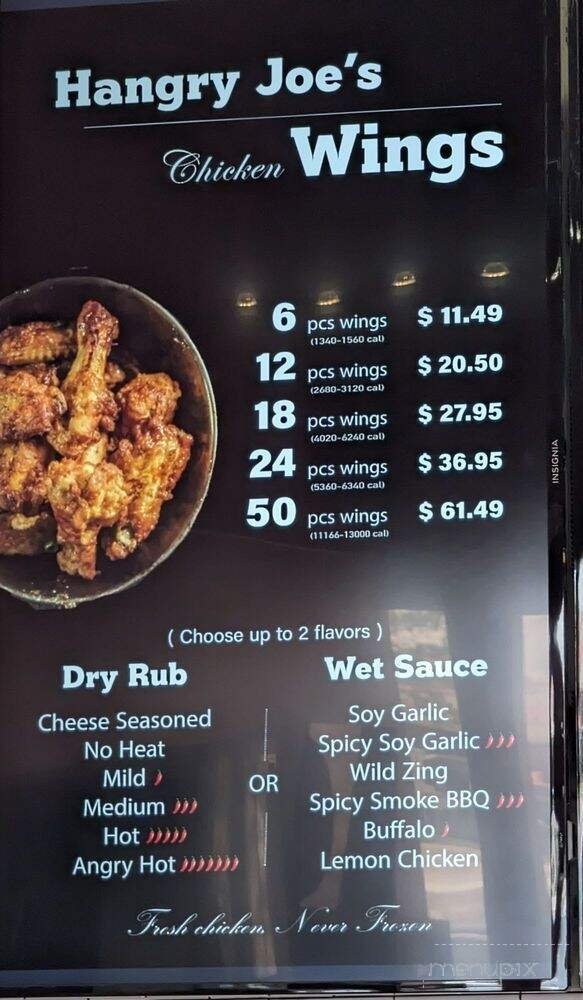 Hangry Joe's
Chicken Wings
6 pcs wings $ 11.49
(1340-1560 cal)
12 pcs wings $ 20.50
(2680-3120 cal)
18 pcs wings $ 27.95
(4020-6240 cal)
24 pcs wings $ 36.95
(5360-6340 cal)
50 pcs wings $ 61.49
(11166-13000 cal)
INSIGNIA
( Choose up to 2 flavors )
Dry Rub
Cheese Seasoned
No Heat
Mild
Medium
Hot
Angry Hot
OR
Wet Sauce
Soy Garlic
Spicy Soy Garlic
Wild Zing
Spicy Smoke BBQ
Buffalo
Lemon Chicken
Fresh chicken, Never Frozen
menupix